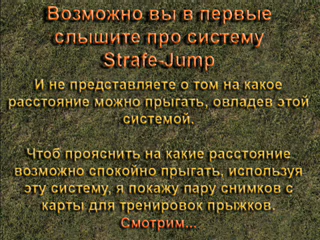 Возможно вы в первые
слышите про систему
Strafe-Jump
И не представляете о том на какое
расстояние можно прыгать, овладев этой
системой.
Чтоб прояснить на какие расстояние
возможно спокойно прыгать, используя
эту систему, я покажу пару снимков с
карты для тренировок прыжков.
Смотрим...